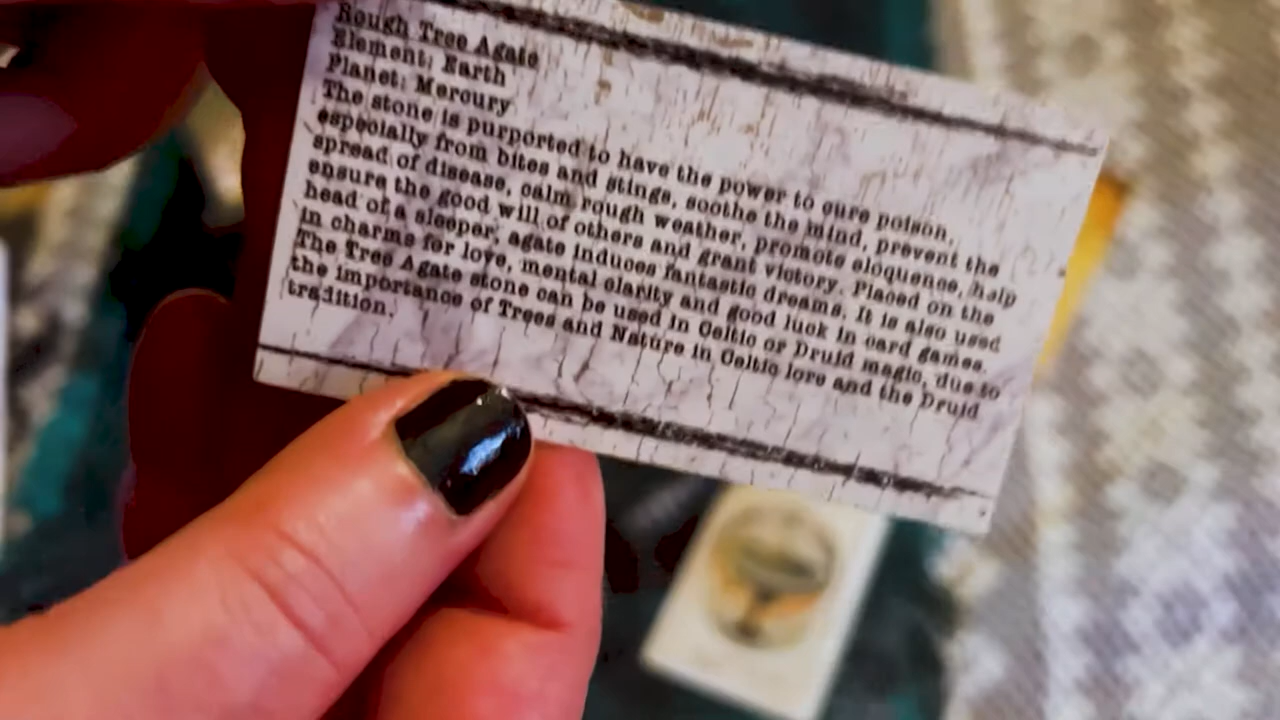 Rough Tree Agate
Element: Earth
Planet: Mercury
The stone is purported to have the power to cure poison,
especially from bites and stings, soothe the mind, prevent the
spread of disease, calm rough weather, promote eloquence, help
ensure the good will of others and grant victory. Placed on the
head of a sleeper, agate induces fantastic dreams. It is also used
in charms for love, mental clarity and good luck in card games.
The Tree Agate stone can be used in Celtic or Druid magic, due to
the importance of Trees and Nature in Celtic lore and the Druid
tradition.